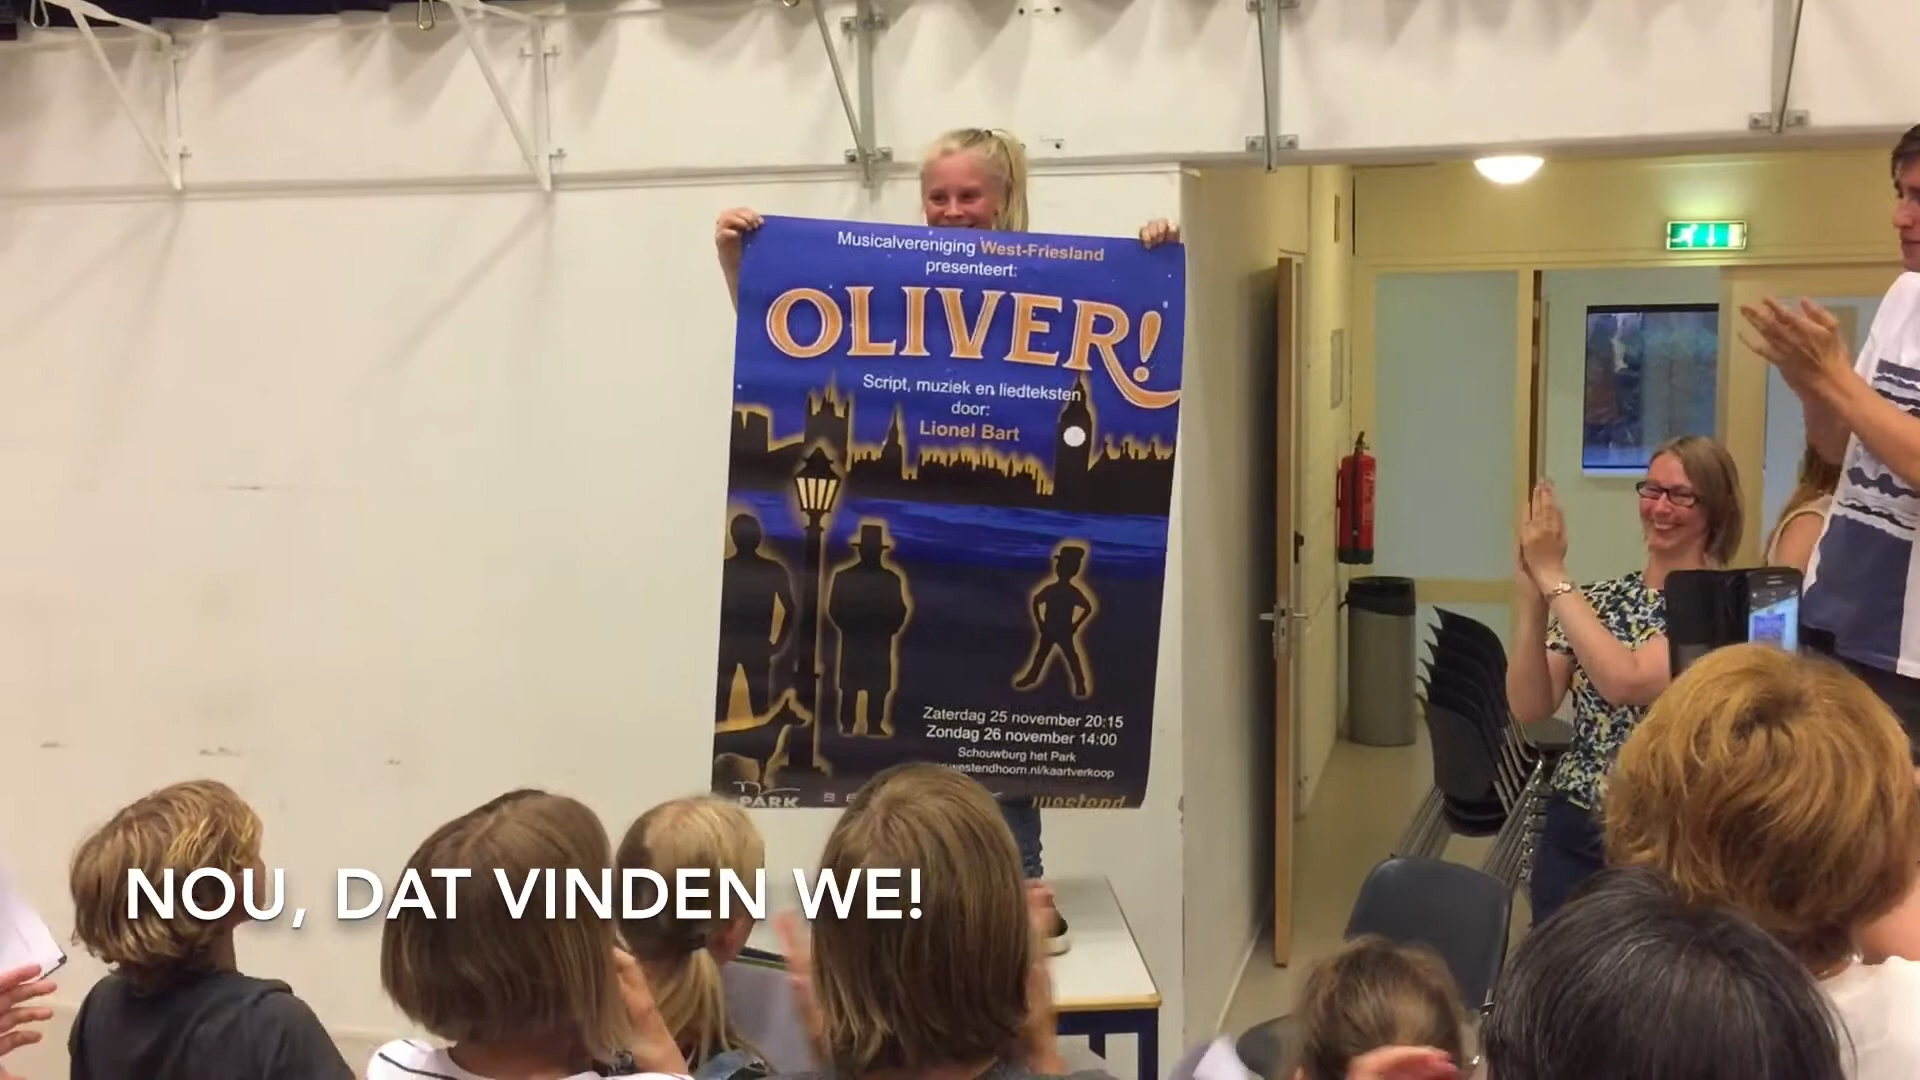 Musicalvereniging West-Friesland
presenteert:
OLIVER!
Script, muziek en liedteksten
door:
Lionel Bart
Zaterdag 25 november 20:15
Zondag 26 november 14:00
Schouwburg het Park
westendhoorn.nl/kaartverkoop
PARK
westend
NOU, DAT VINDEN WE!